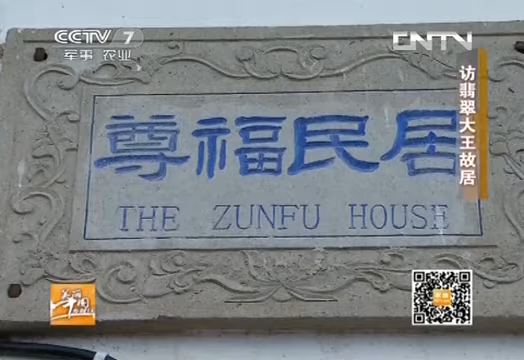 CCTV 7
军事 农业
CNTV
访翡翠大王故居
尊福民居
THE ZUNFU HOUSE